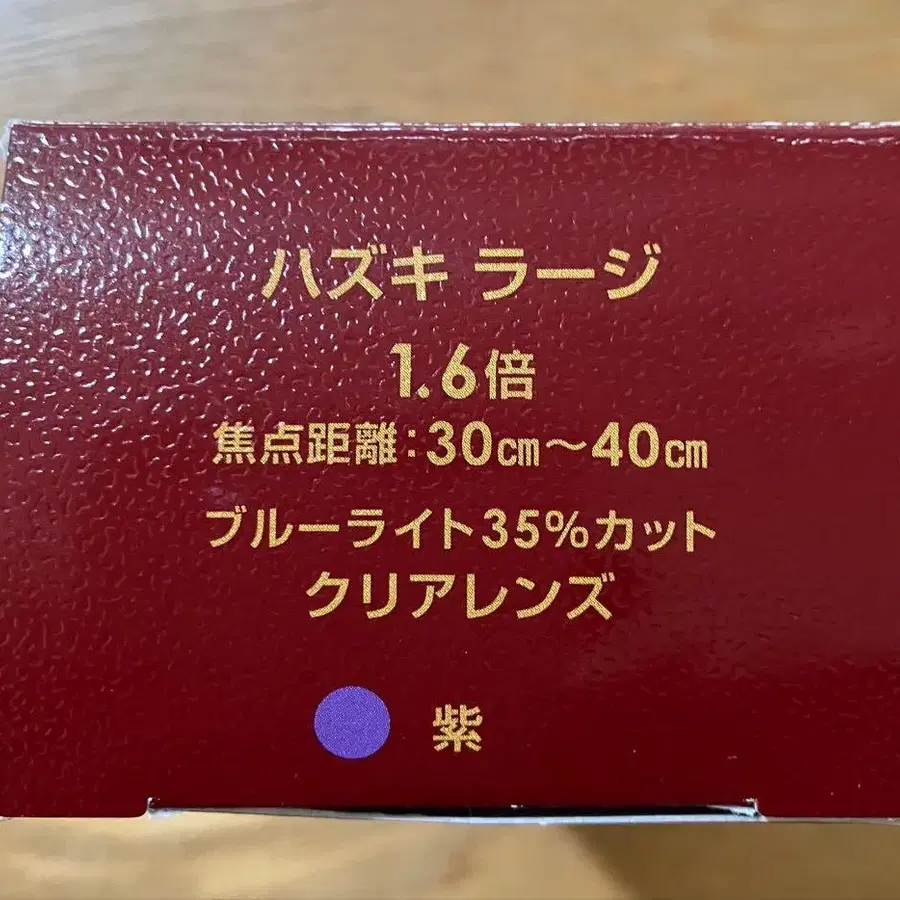 ハズキ ラージ
1.6倍
焦点距離:30㎝〜40㎝
ブルーライト35%カット
クリアレンズ
紫